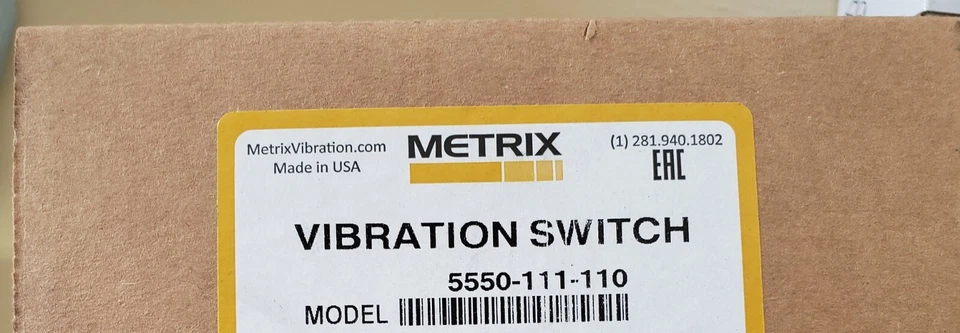 MetrixVibration.com
Made in USA
METRIX
(1) 281.940.1802
EAC
VIBRATION SWITCH
5550-111-110
MODEL